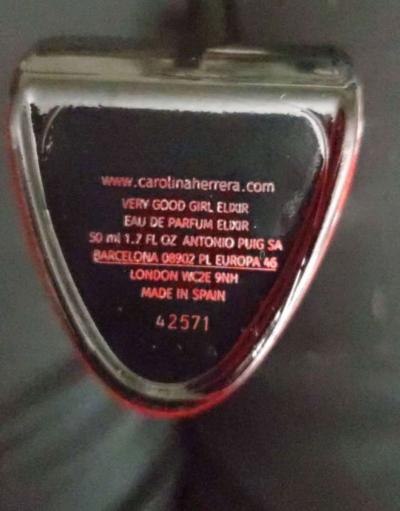 www.carolinaherrera.com
VERY GOOD GIRL ELIXIR
EAU DE PARFUM ELIXIR
50 ml 1.7 FL OZ ANTONIO PUIG SA
BARCELONA 08902 PL EUROPA 46
LONDON WC2E 9NH
MADE IN SPAIN
42571